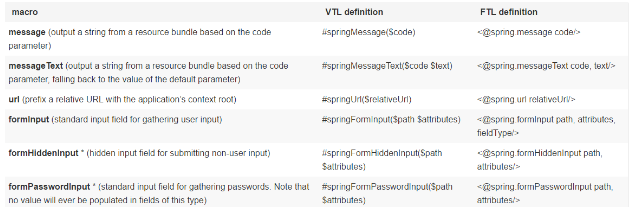 macro VTL definition FTL definition
message (output a string from a resource bundle based on the code #springMessage($code) <@spring.message code/>
parameter)
messageText (output a string from a resource bundle based on the code #springMessageText($code $text) <@spring.messageText code, text/>
parameter, falling back to the value of the default parameter)
url (prefix a relative URL with the application's context root) #springUrl($relativeUrl) <@spring.url relativeUrl/>
formInput (standard input field for gathering user input) #springFormInput($path $attributes) <@spring.formInput path, attributes,
fieldType/>
formHiddenInput * (hidden input field for submitting non-user input) #springFormHiddenInput($path <@spring.formHiddenInput path,
$attributes) attributes/>
formPasswordInput * (standard input field for gathering passwords. Note that #springFormPasswordInput($path <@spring.formPasswordInput path,
no value will ever be populated in fields of this type) $attributes) attributes/>